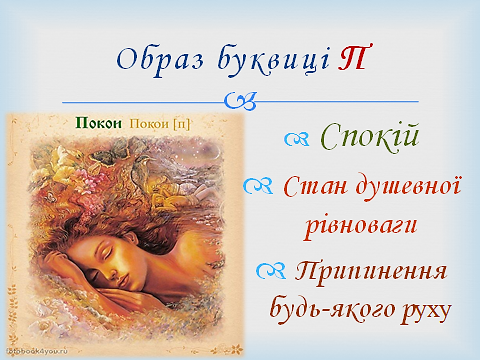 Образ буквиці П
Покои Покои [п]
Спокій
Стан душевної
рівноваги
Припинення
будь-якого руху